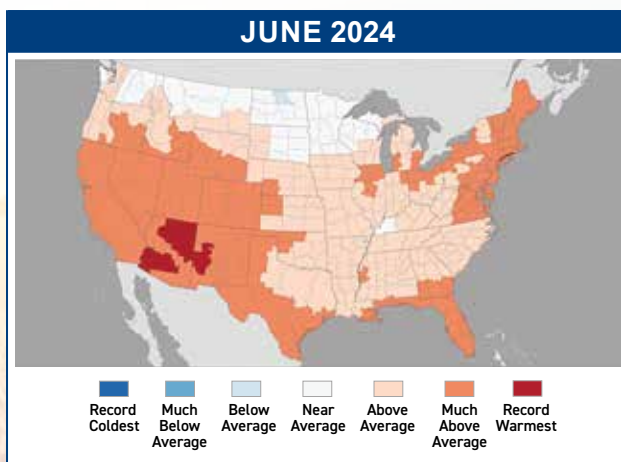 JUNE 2024
Record
Coldest
Much
Below
Average
Below
Average
Near
Average
Above
Average
Much
Above
Average
Record
Warmest